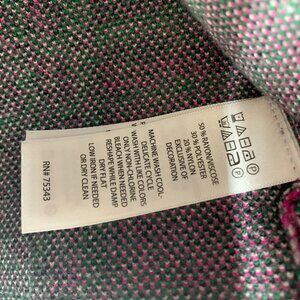 50% RAYON/VISCOSE
30% POLYESTER
20% NYLON
EXCLUSIVE OF
DECORATION
MACHINE WASH COOL-
DELICATE CYCLE
WASH WITH LIKE COLORS
ONLY NON-CHLORINE
BLEACH WHEN NEEDED
RESHAPE WHILE DAMP
DRY FLAT
LOW IRON IF NEEDED
OR DRY CLEAN
RN# 75343